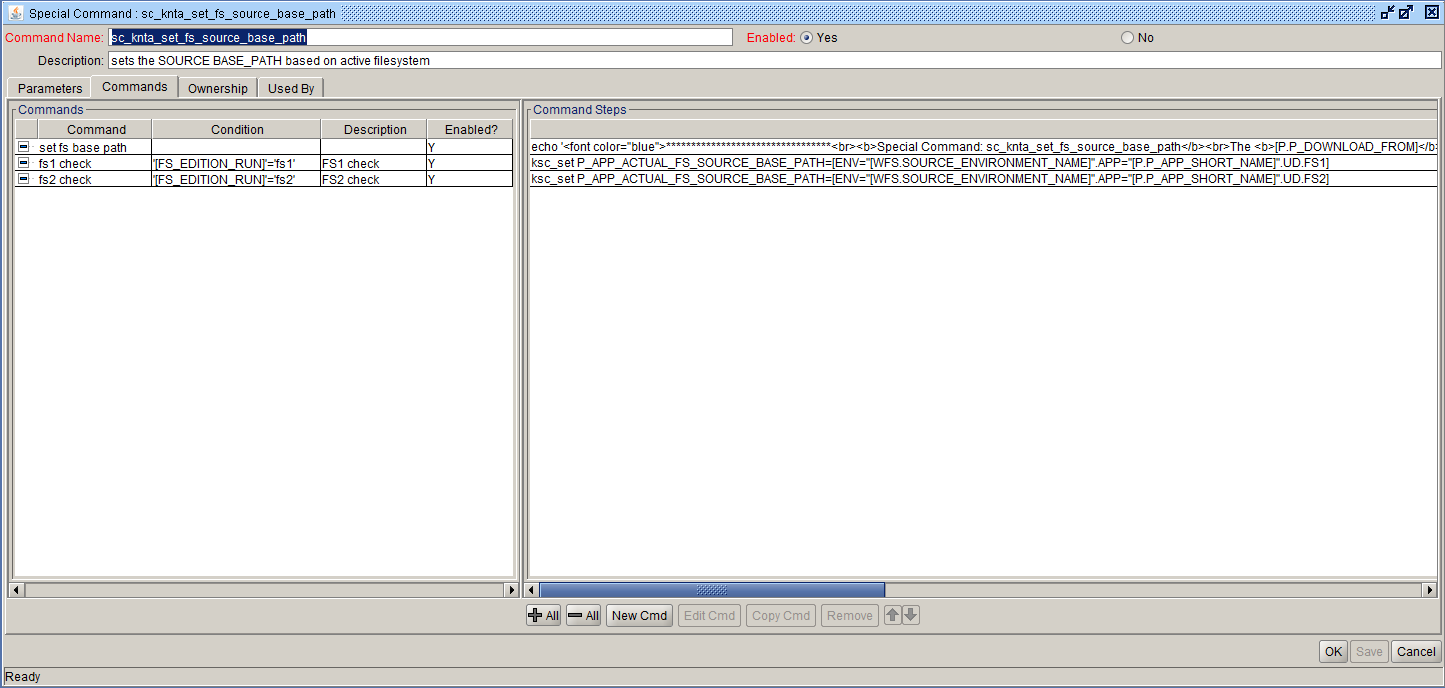 Special Command : sc_knta_set_fs_source_base_path
Command Name: sc_knta_set_fs_source_base_path Enabled: Yes No
Description: sets the SOURCE BASE_PATH based on active filesystem
Parameters Commands Ownership Used By
Commands
Command Condition Description Enabled?
set fs base path Y
fs1 check '[FS_EDITION_RUN]'='fs1' FS1 check Y
fs2 check '[FS_EDITION_RUN]'='fs2' FS2 check Y
Command Steps
echo '<font color="blue">*********************************<br><b>Special Command: sc_knta_set_fs_source_base_path</b><br>The <b>[P.P_DOWNLOAD_FROM]</b>
ksc_set P_APP_ACTUAL_FS_SOURCE_BASE_PATH=[ENV="[WFS.SOURCE_ENVIRONMENT_NAME]".APP="[P.P_APP_SHORT_NAME]".UD.FS1]
ksc_set P_APP_ACTUAL_FS_SOURCE_BASE_PATH=[ENV="[WFS.SOURCE_ENVIRONMENT_NAME]".APP="[P.P_APP_SHORT_NAME]".UD.FS2]
All All New Cmd Edit Cmd Copy Cmd Remove
OK Save Cancel
Ready